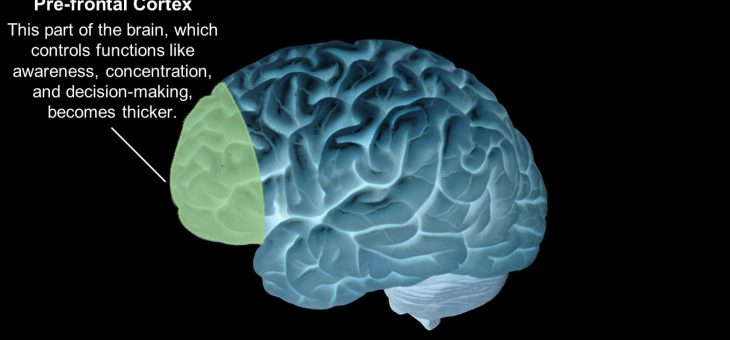 Pre-frontal Cortex
This part of the brain, which
controls functions like
awareness, concentration,
and decision-making,
becomes thicker.